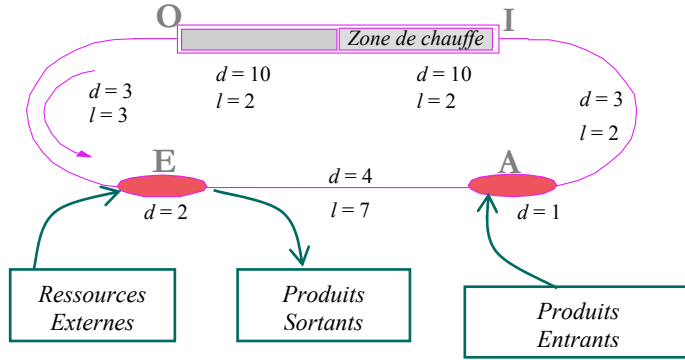 O
I
Zone de chauffe
d = 10
l = 2
d = 10
l = 2
d = 3
l = 3
d = 3
l = 2
E
A
d = 4
l = 7
d = 2
d = 1
Ressources
Externes
Produits
Sortants
Produits
Entrants